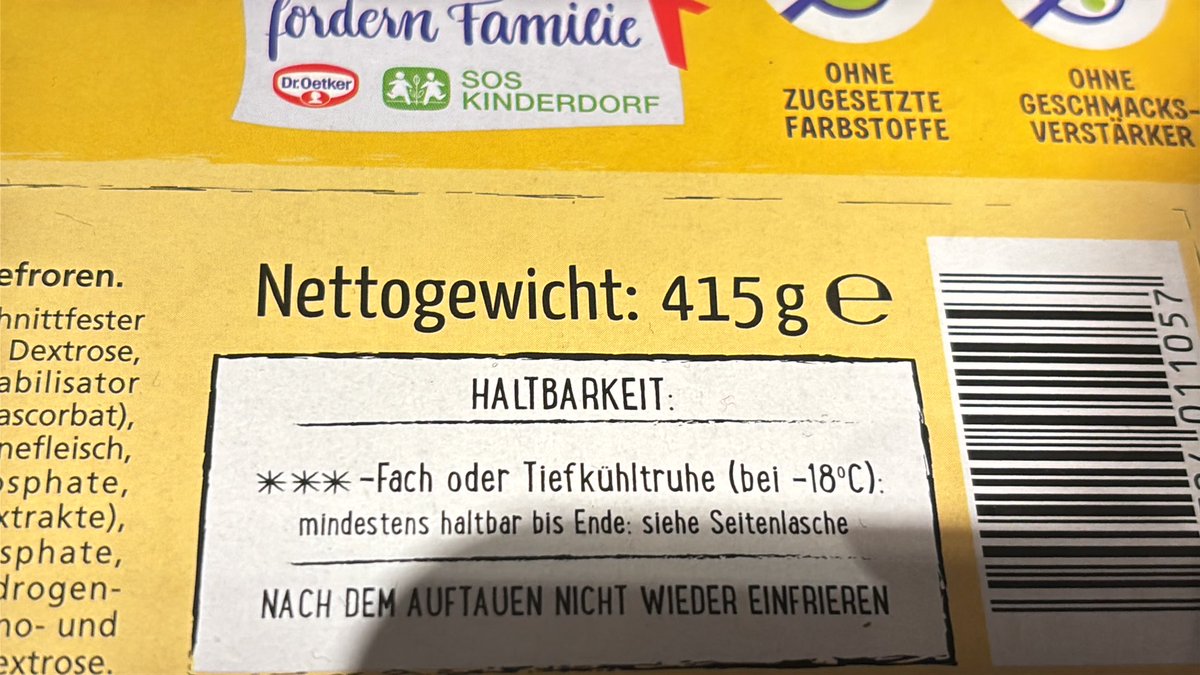 fördern Familie
Dr. Oetker
SOS
KINDERDORF
OHNE
ZUGESETZTE
FARBSTOFFE
OHNE
GESCHMACKS-
VERSTÄRKER
efroren.
hnittfester
Dextrose,
abilisator
ascorbat),
nefleisch,
osphate,
xtrakte),
sphate,
drogen-
no- und
extrose.
Nettogewicht: 415 g ℮
HALTBARKEIT:
***-Fach oder Tiefkühltruhe (bei -18°C):
mindestens haltbar bis Ende: siehe Seitenlasche
NACH DEM AUFTAUEN NICHT WIEDER EINFRIEREN
011057